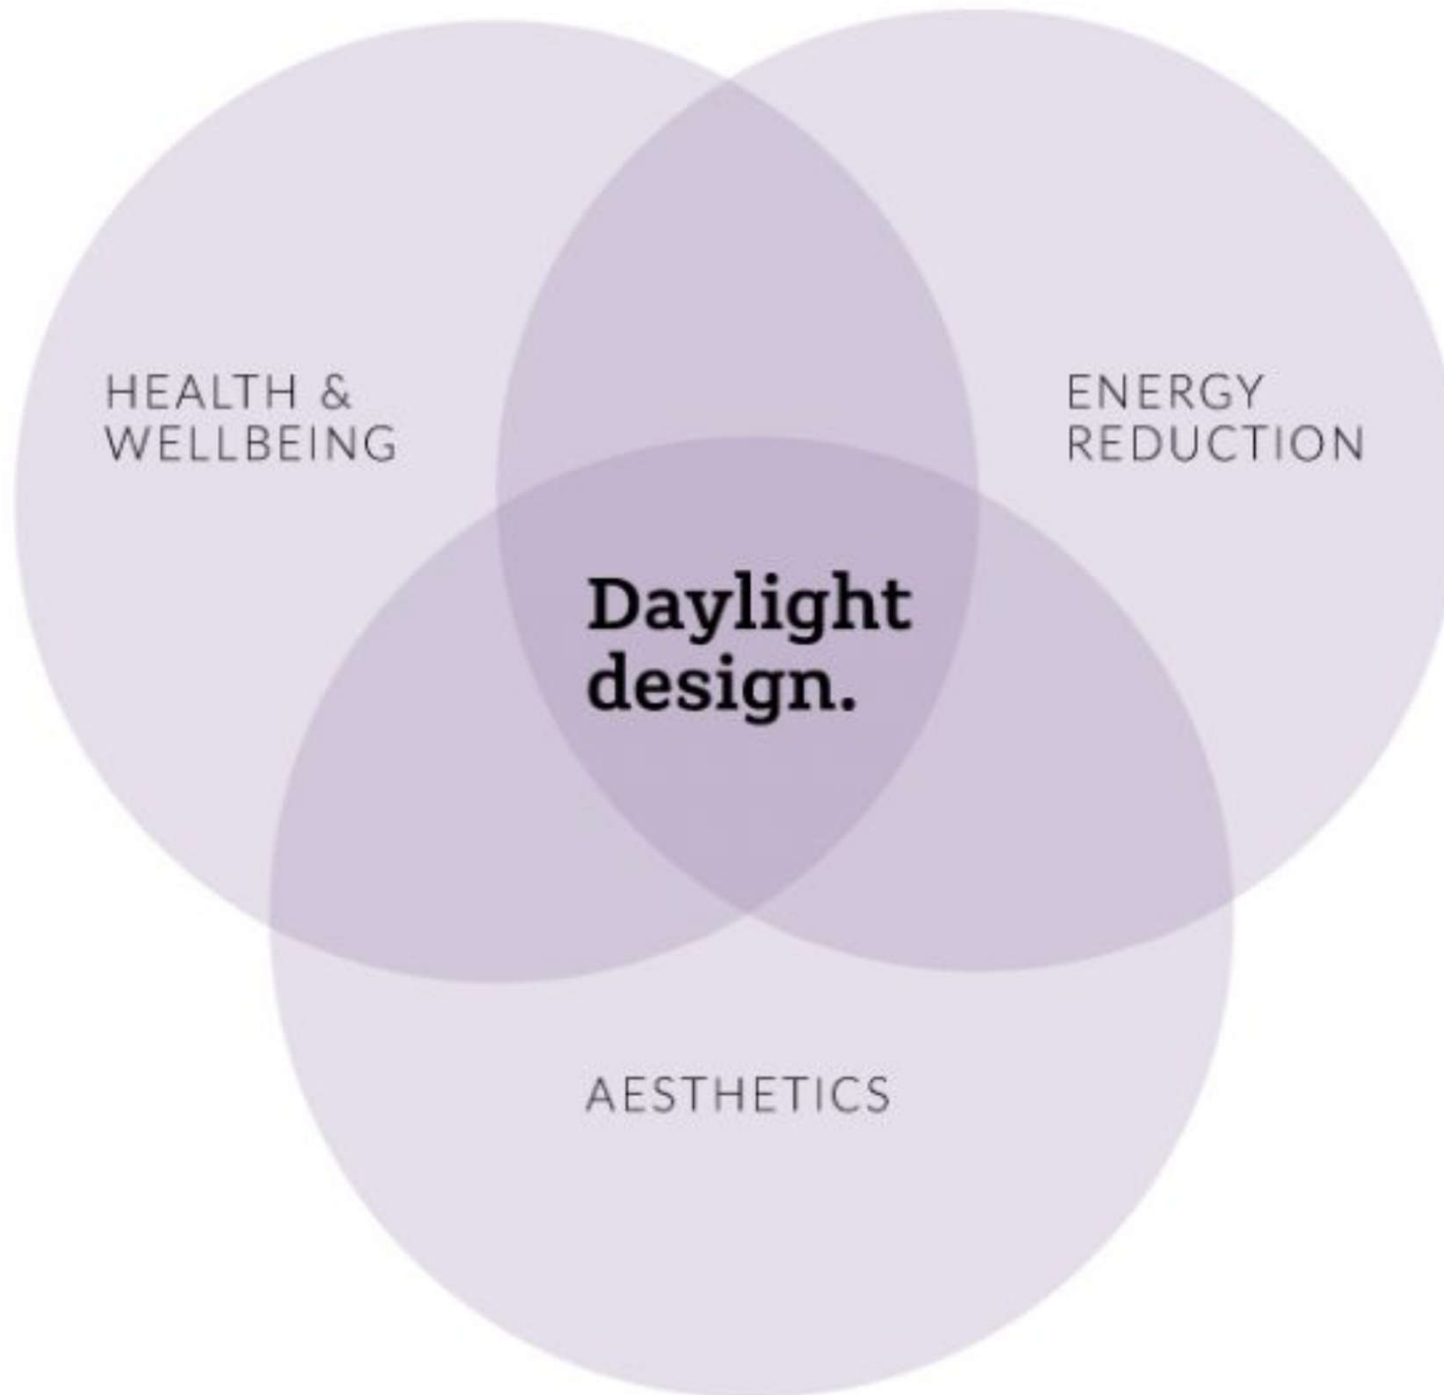 HEALTH &
WELLBEING
ENERGY
REDUCTION
Daylight
design.
AESTHETICS